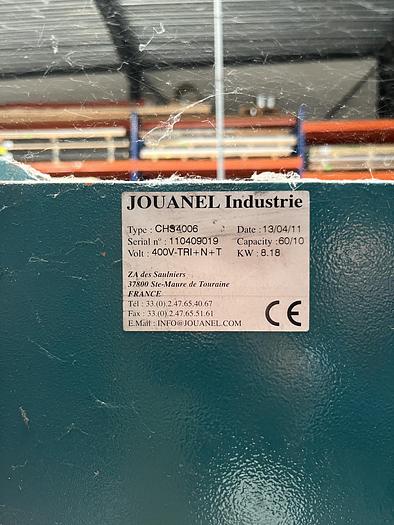 JOUANEL Industrie
Type : CHS4006 Date : 13/04/11
Serial n° : 110409019 Capacity : 60/10
Volt : 400V-TRI+N+T KW : 8.18
ZA des Saulniers
37800 Ste-Maure de Touraine
FRANCE
Tél : 33.(0).2.47.65.40.67
Fax : 33.(0).2.47.65.51.61
E.Mail : INFO@JOUANEL.COM
CE